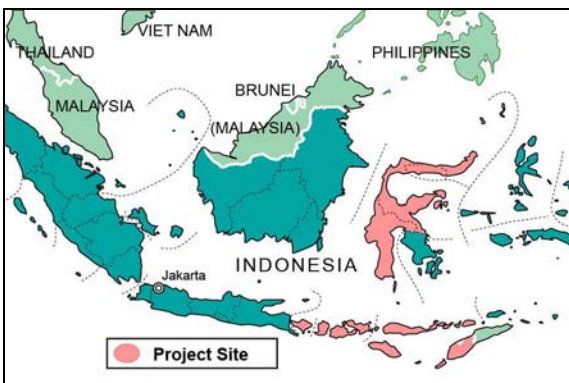 VIET NAM
THAILAND
PHILIPPINES
BRUNEI
MALAYSIA
(MALAYSIA)
INDONESIA
Jakarta
Project Site